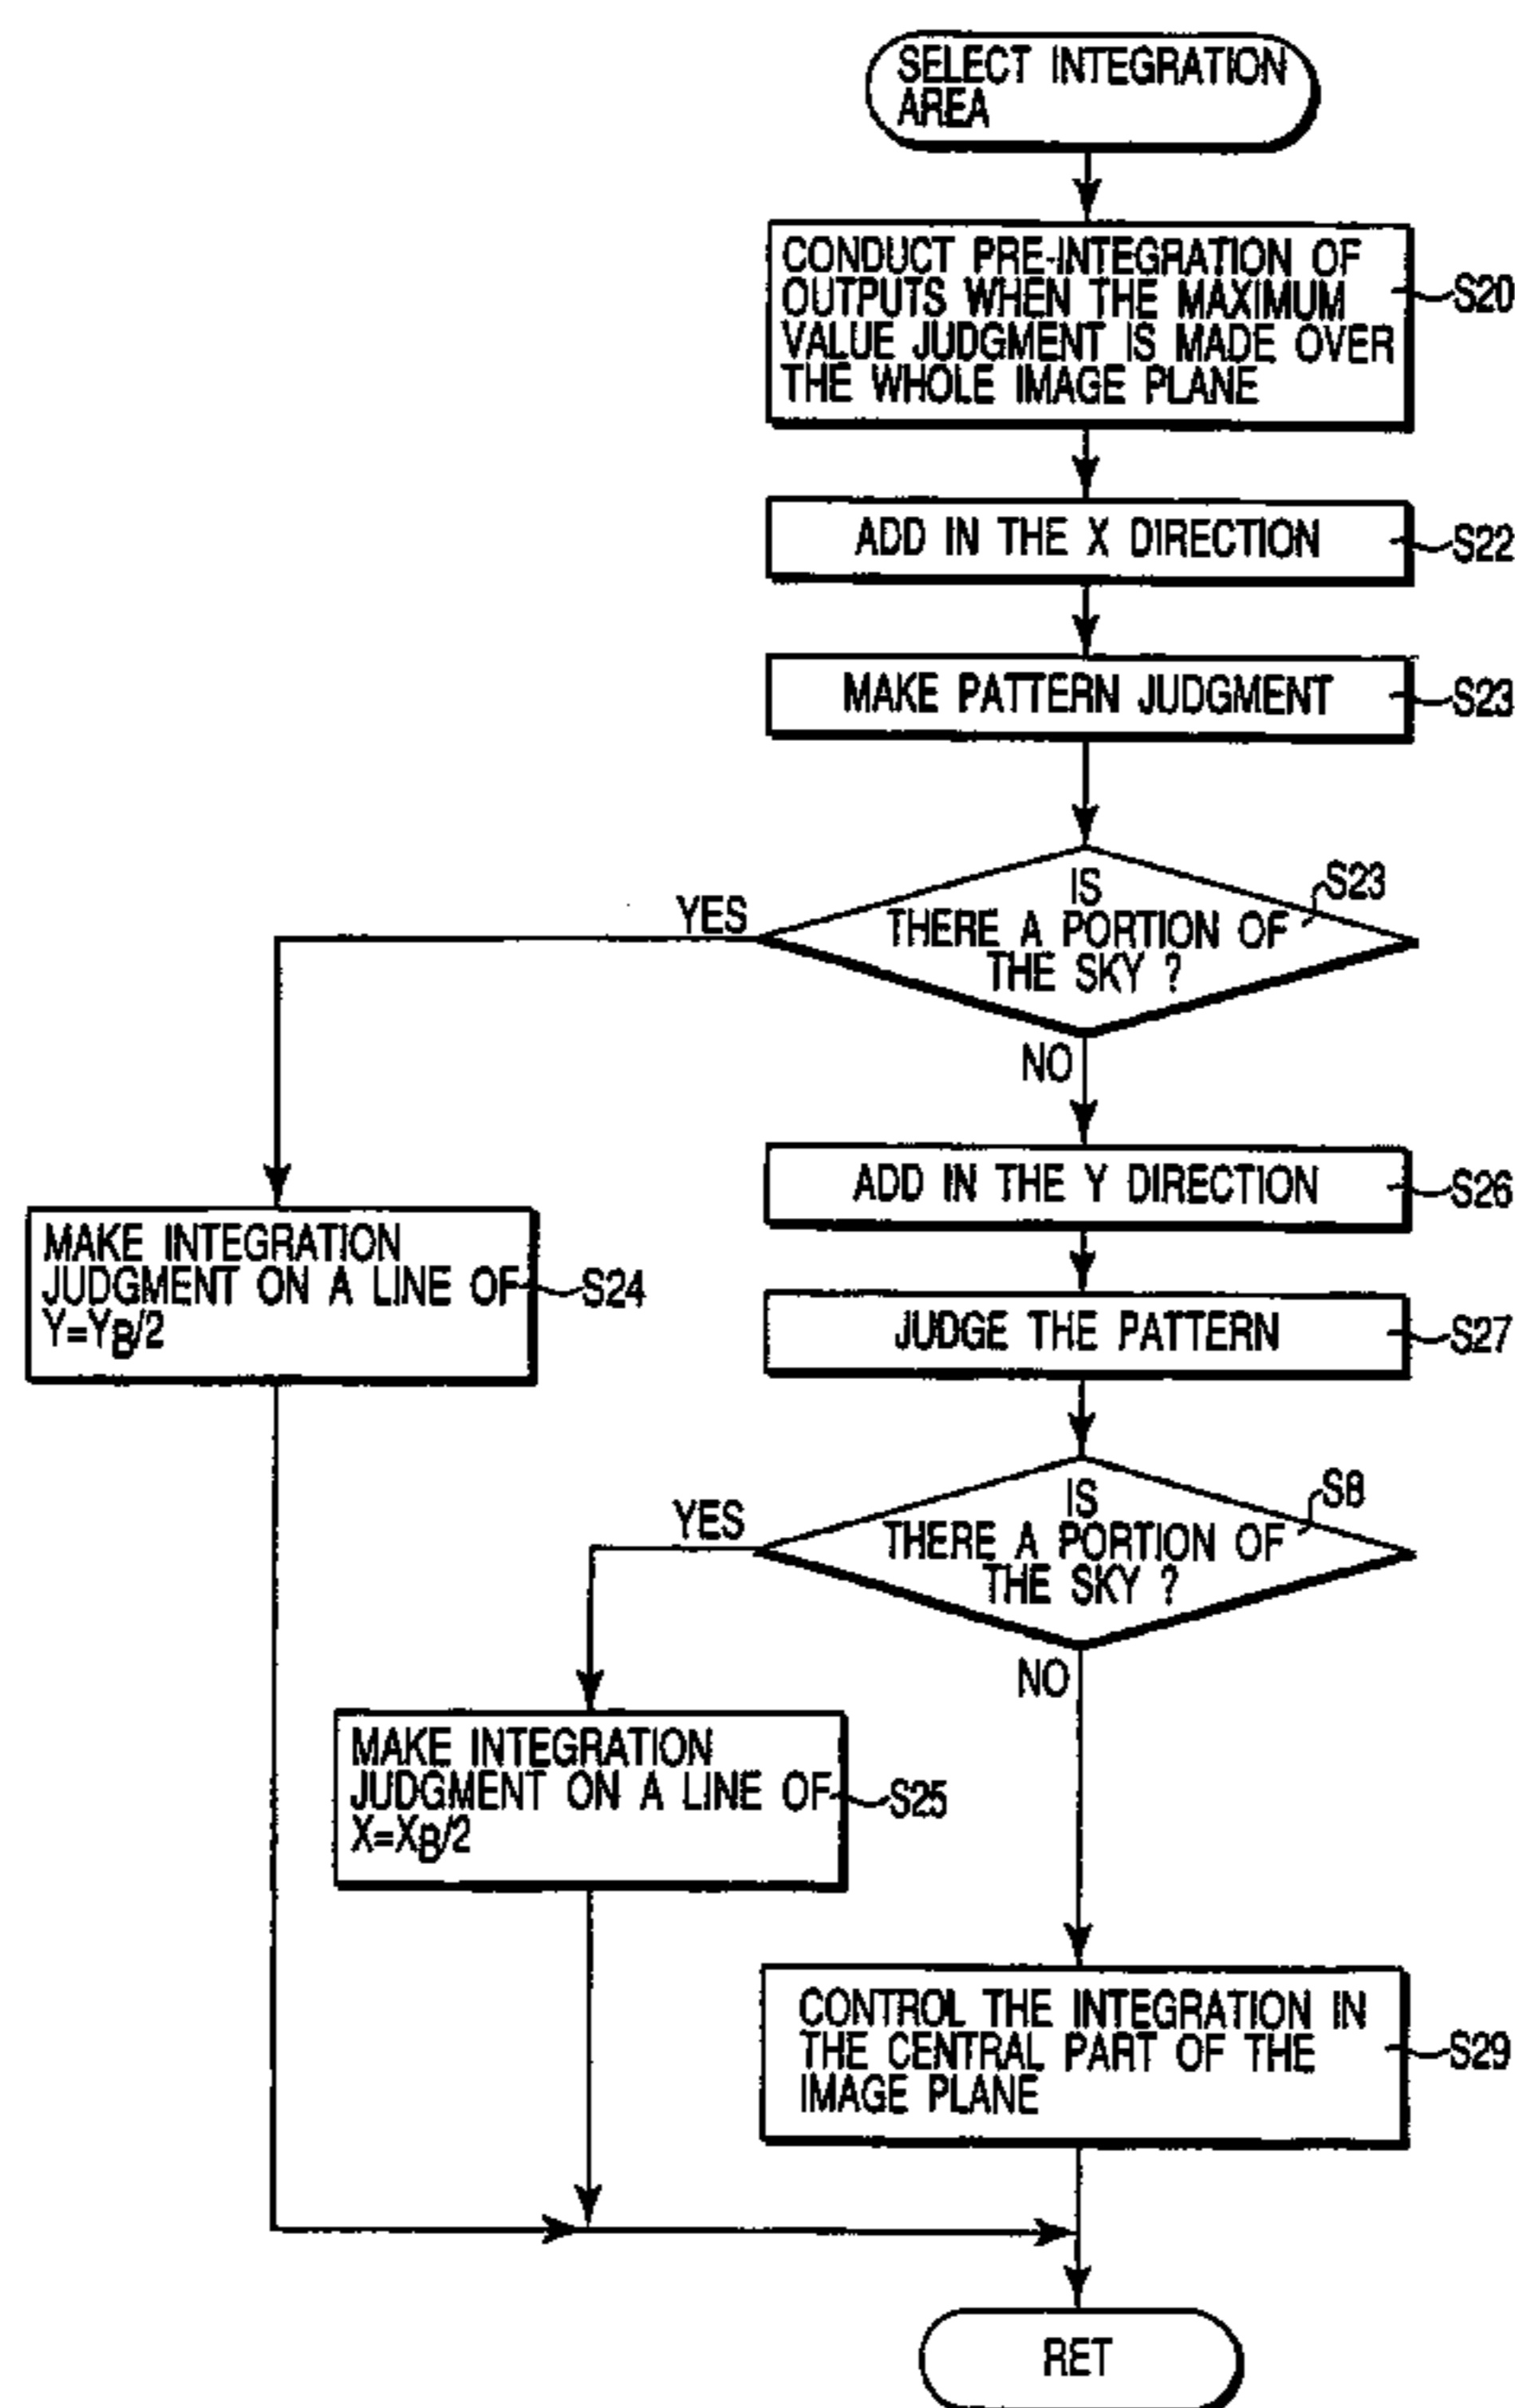 SELECT INTEGRATION
AREA
CONDUCT PRE-INTEGRATION OF
OUTPUTS WHEN THE MAXIMUM
VALUE JUDGMENT IS MADE OVER
THE WHOLE IMAGE PLANE
S20
ADD IN THE X DIRECTION
S22
MAKE PATTERN JUDGMENT
S23
IS
THERE A PORTION OF
THE SKY ?
S23
YES
NO
MAKE INTEGRATION
JUDGMENT ON A LINE OF
Y=YB/2
S24
ADD IN THE Y DIRECTION
S26
JUDGE THE PATTERN
S27
IS
THERE A PORTION OF
THE SKY ?
S8
YES
NO
MAKE INTEGRATION
JUDGMENT ON A LINE OF
X=XB/2
S25
CONTROL THE INTEGRATION IN
THE CENTRAL PART OF THE
IMAGE PLANE
S29
RET